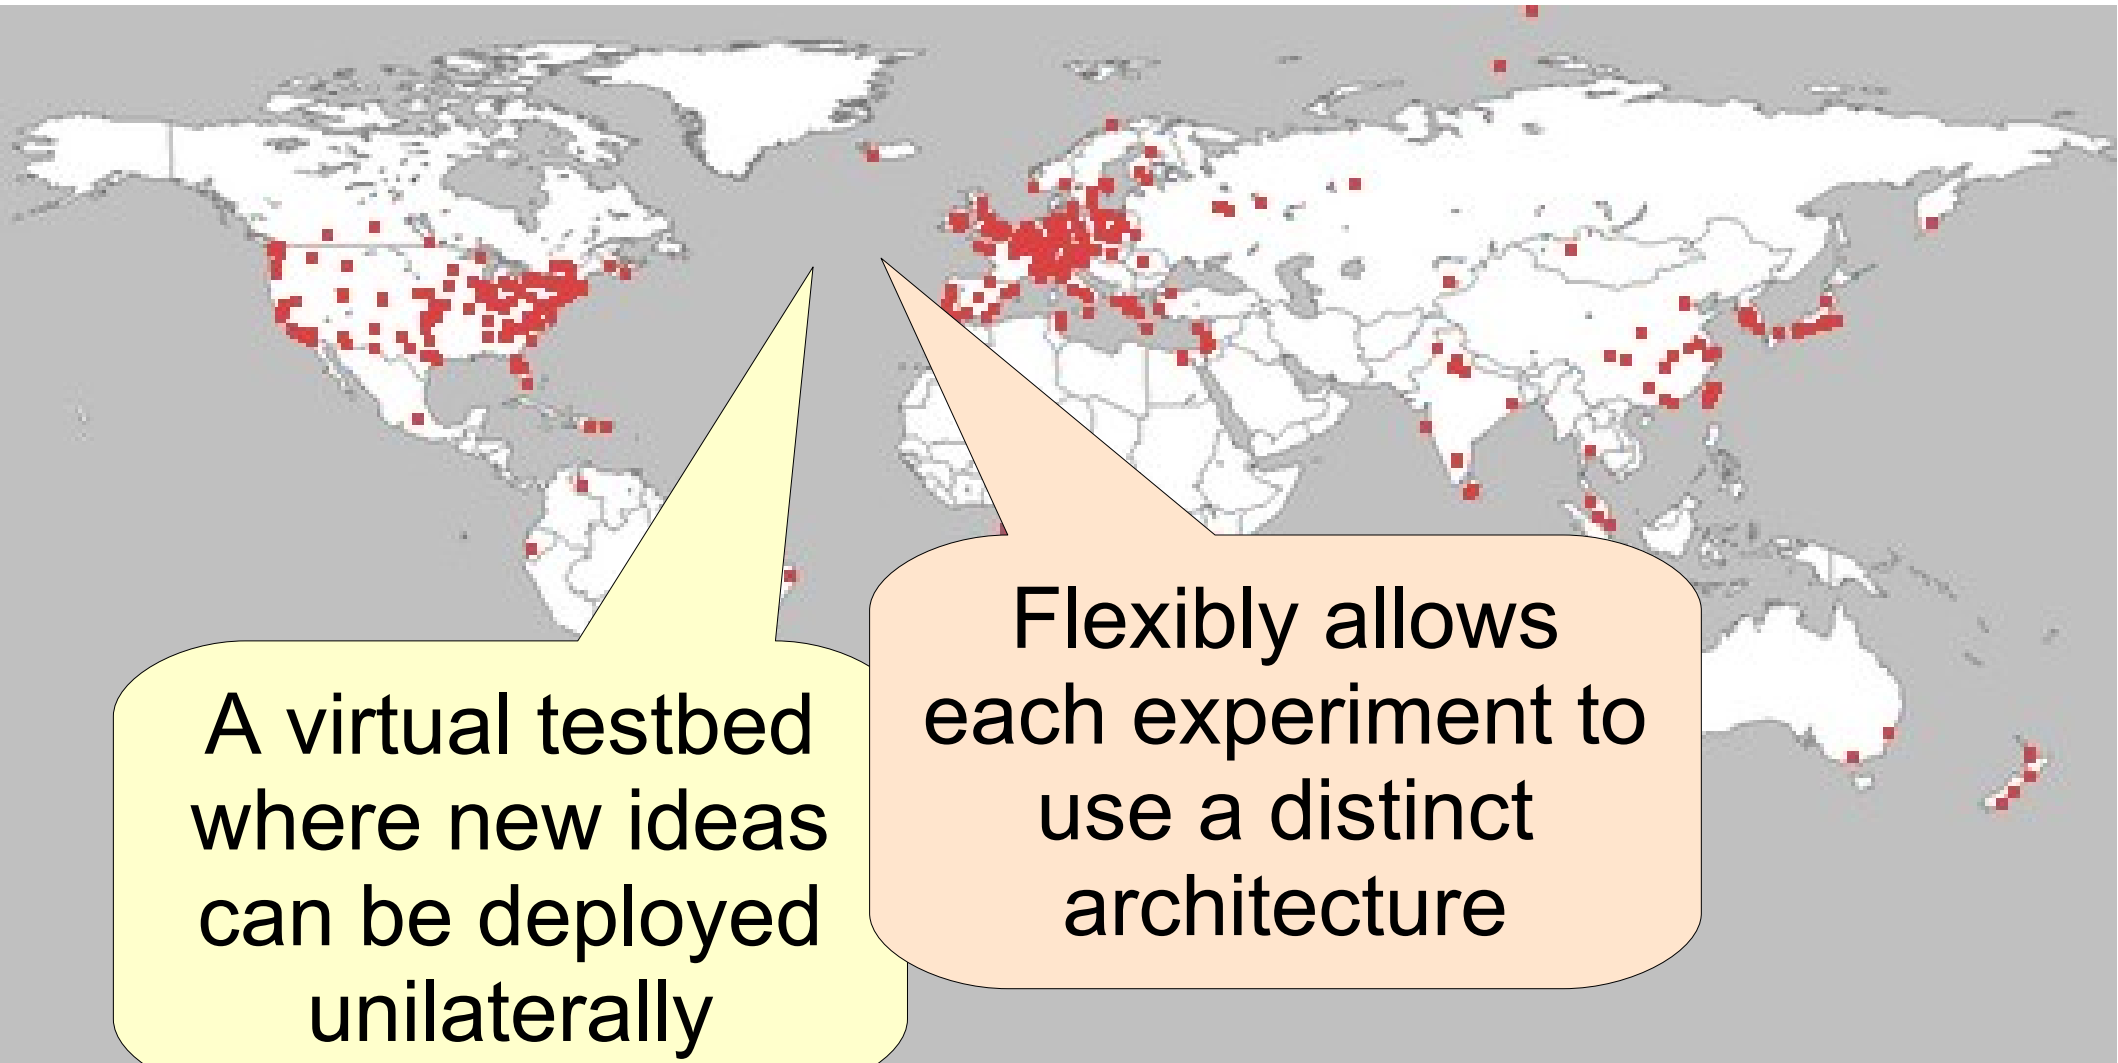 A virtual testbed
where new ideas
can be deployed
unilaterally
Flexibly allows
each experiment to
use a distinct
architecture